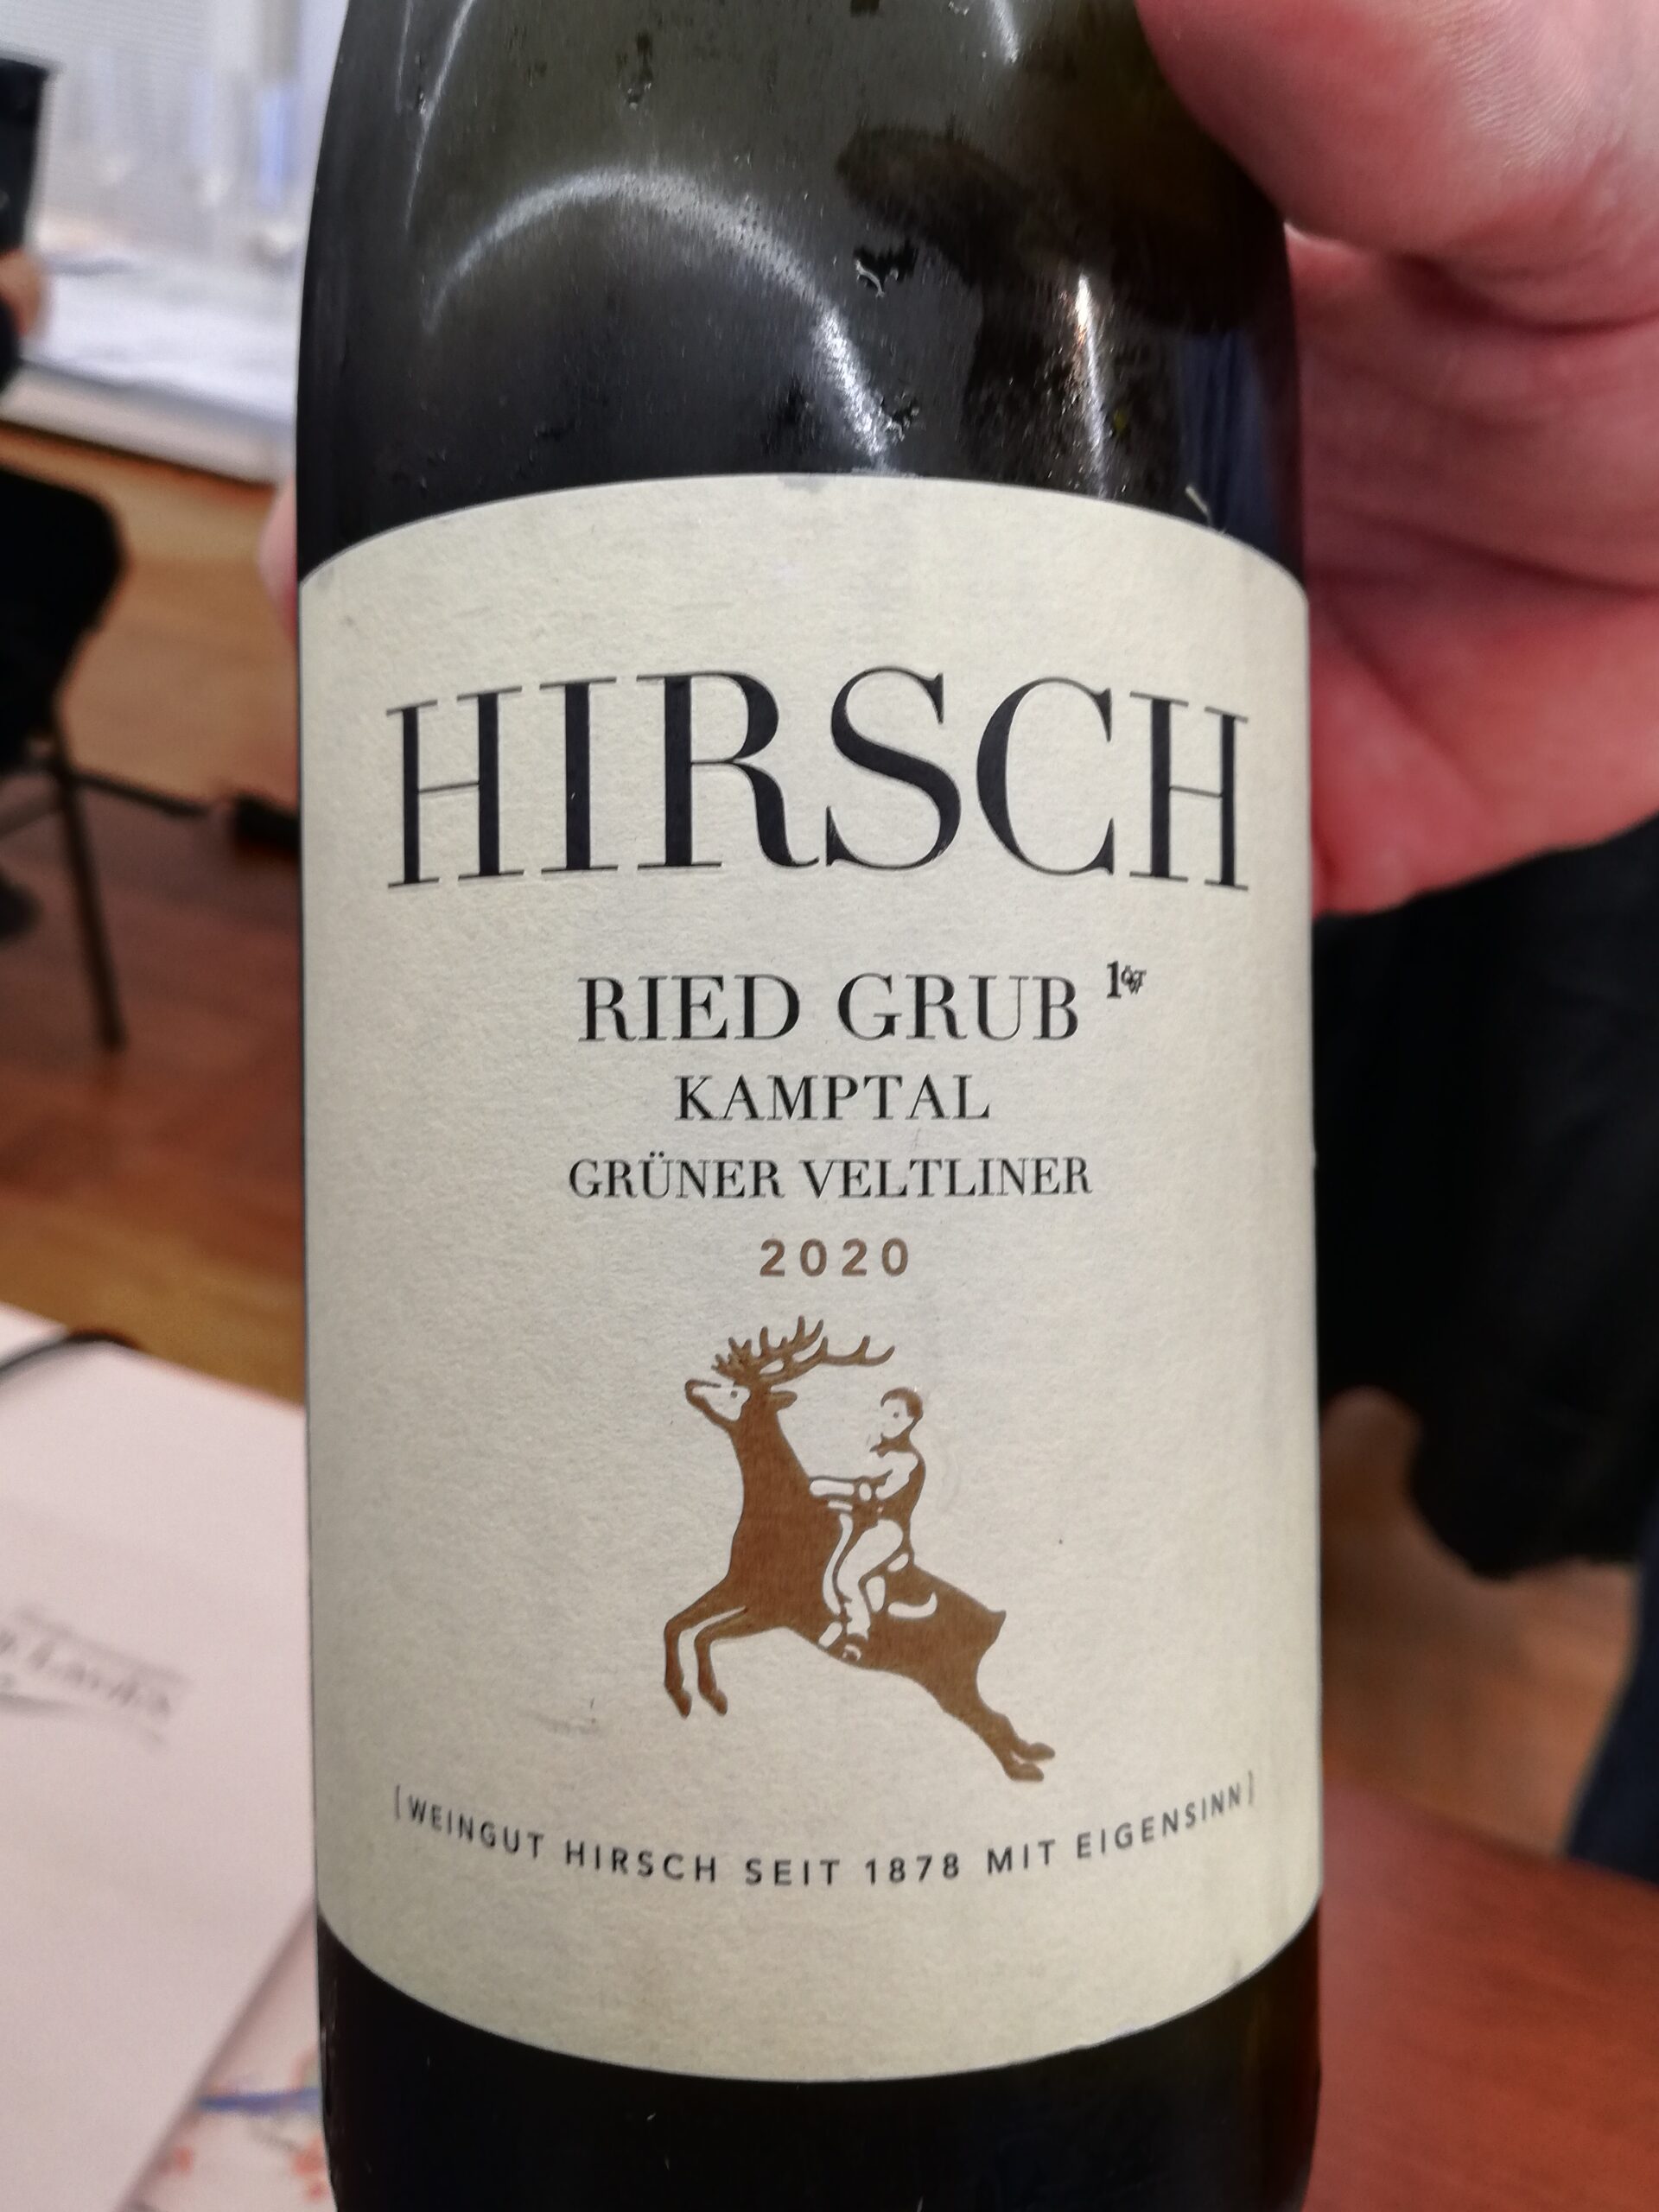 HIRSCH
RIED GRUB 1ÖTW
KAMPTAL
GRÜNER VELTLINER
2020
[WEINGUT HIRSCH SEIT 1878 MIT EIGENSINN]